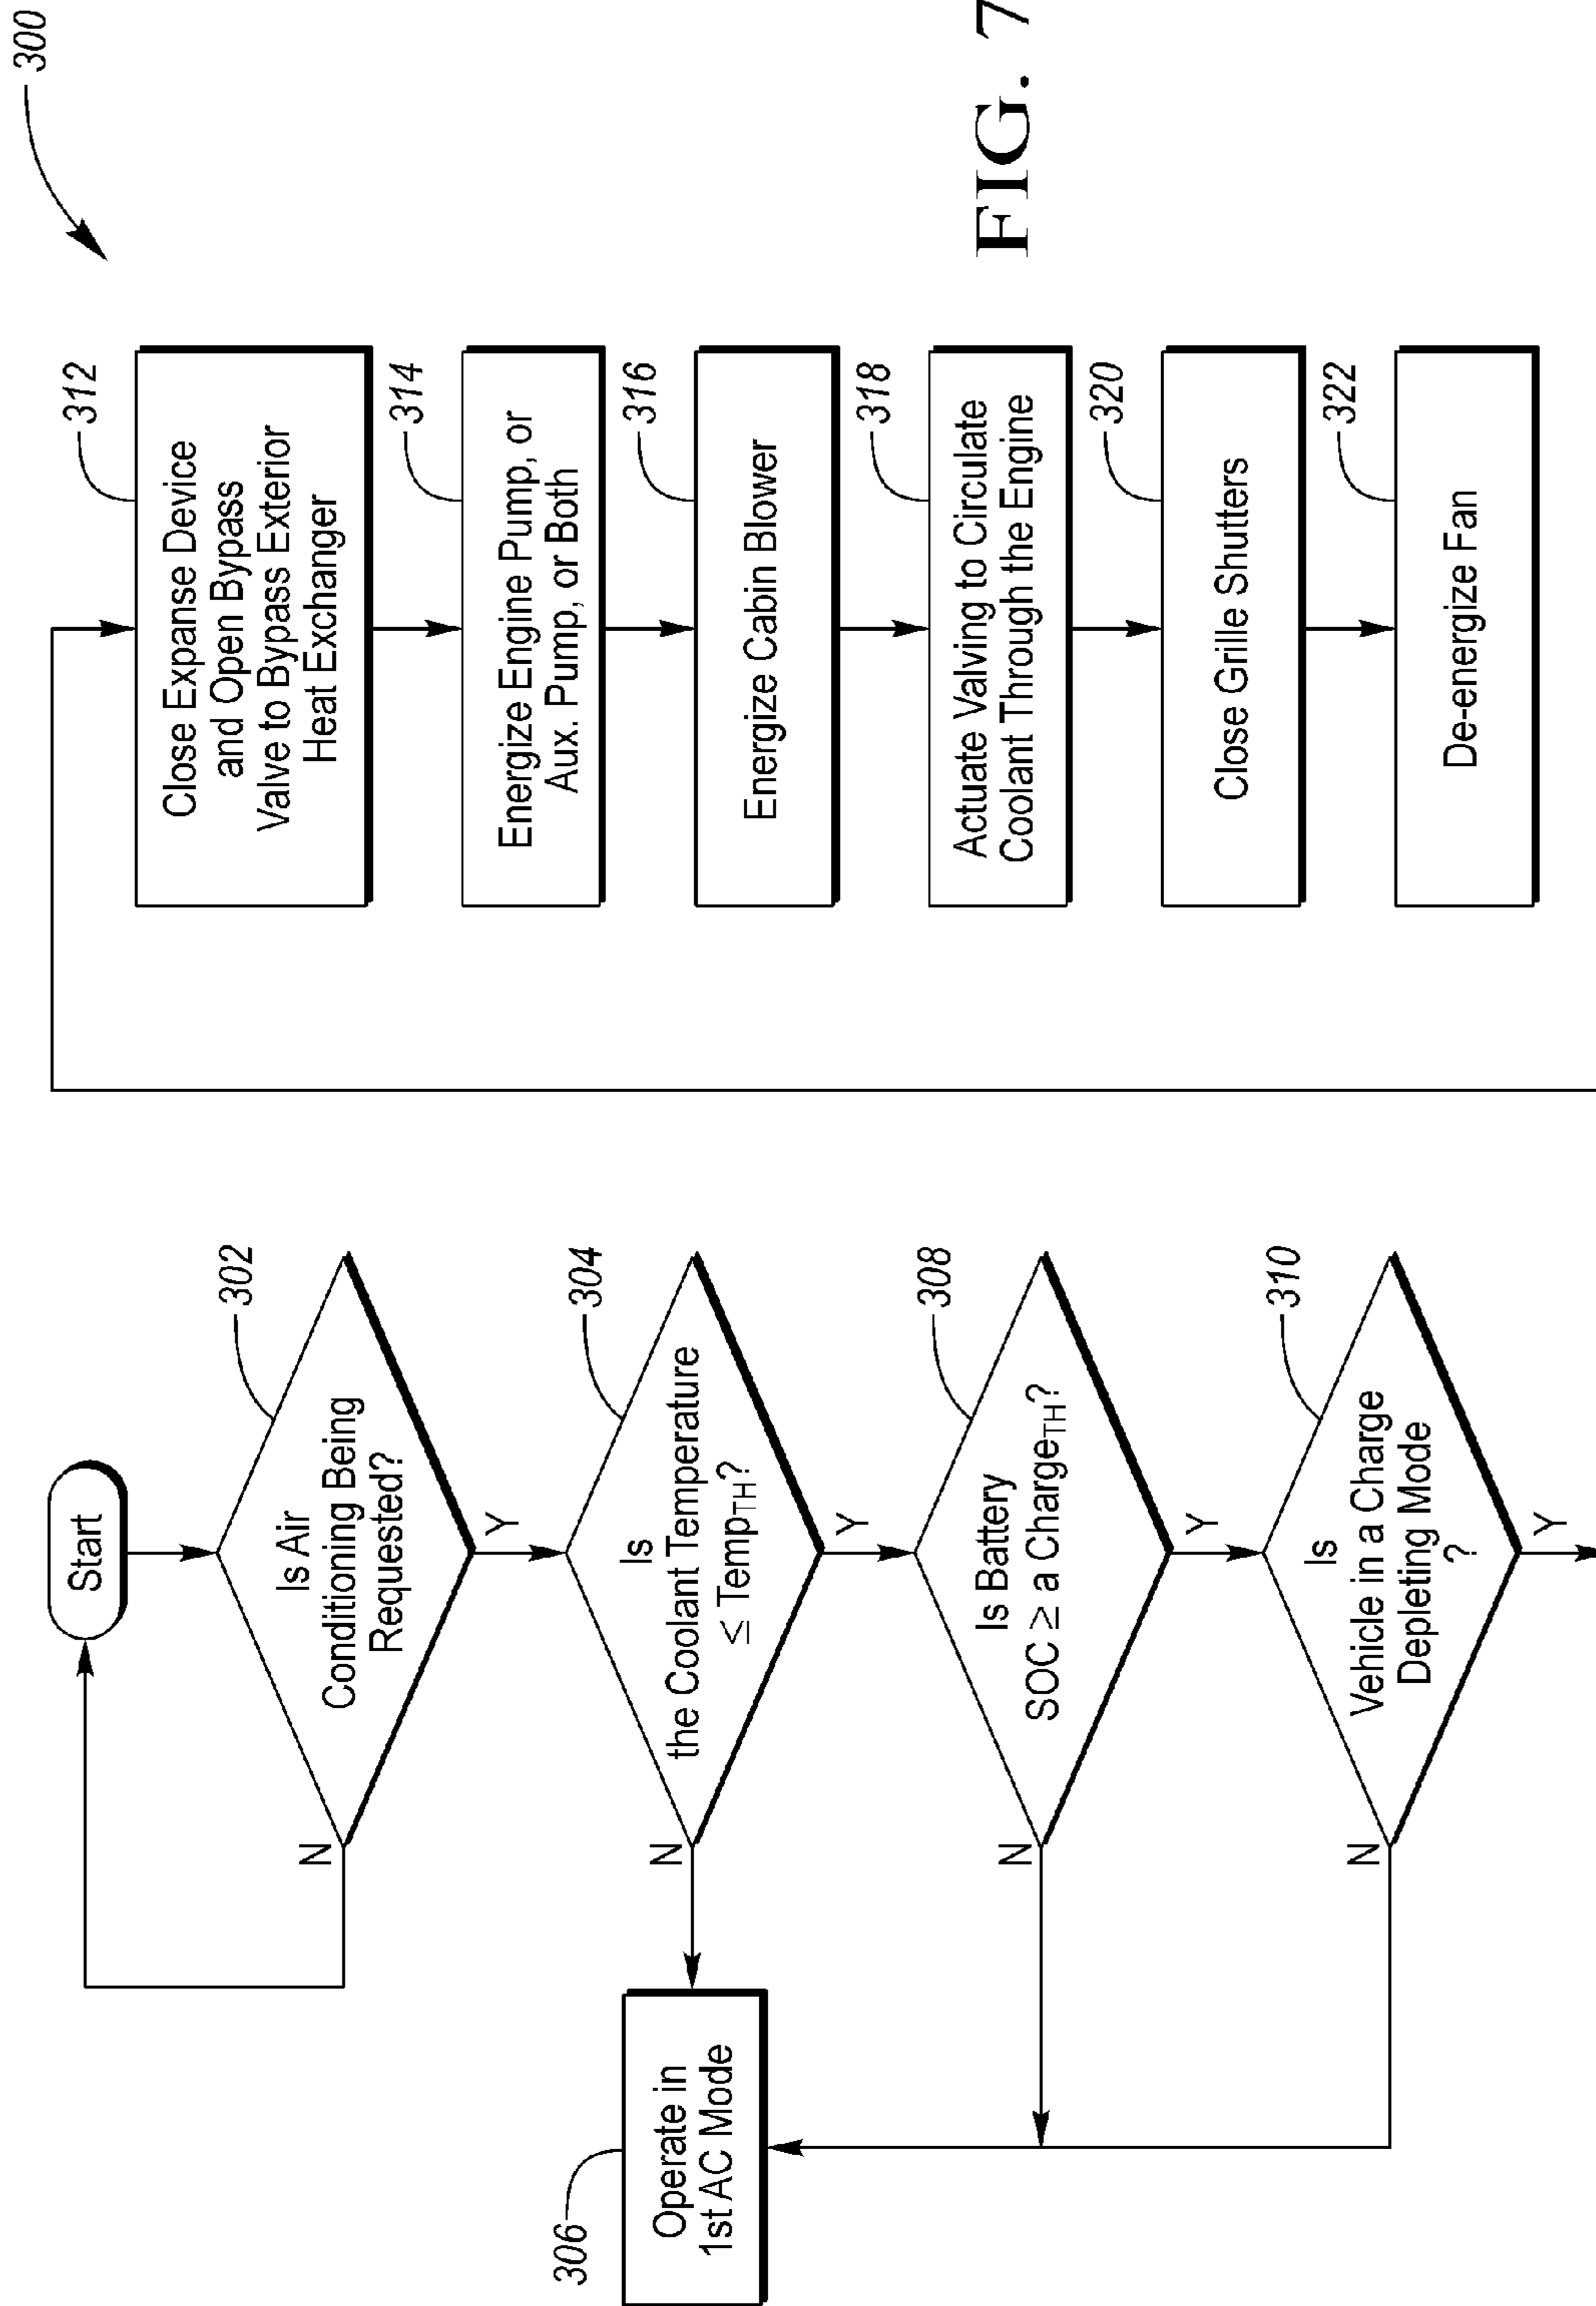 300
Start
302
Is Air
Conditioning Being
Requested?
N
Y
304
Is
the Coolant Temperature
≤ TempTH?
N
Y
306
Operate in
1st AC Mode
308
Is Battery
SOC ≥ a ChargeTH?
N
Y
310
Is
Vehicle in a Charge
Depleting Mode
?
N
Y
312
Close Expanse Device
and Open Bypass
Valve to Bypass Exterior
Heat Exchanger
314
Energize Engine Pump, or
Aux. Pump, or Both
316
Energize Cabin Blower
318
Actuate Valving to Circulate
Coolant Through the Engine
320
Close Grille Shutters
322
De-energize Fan
FIG. 7